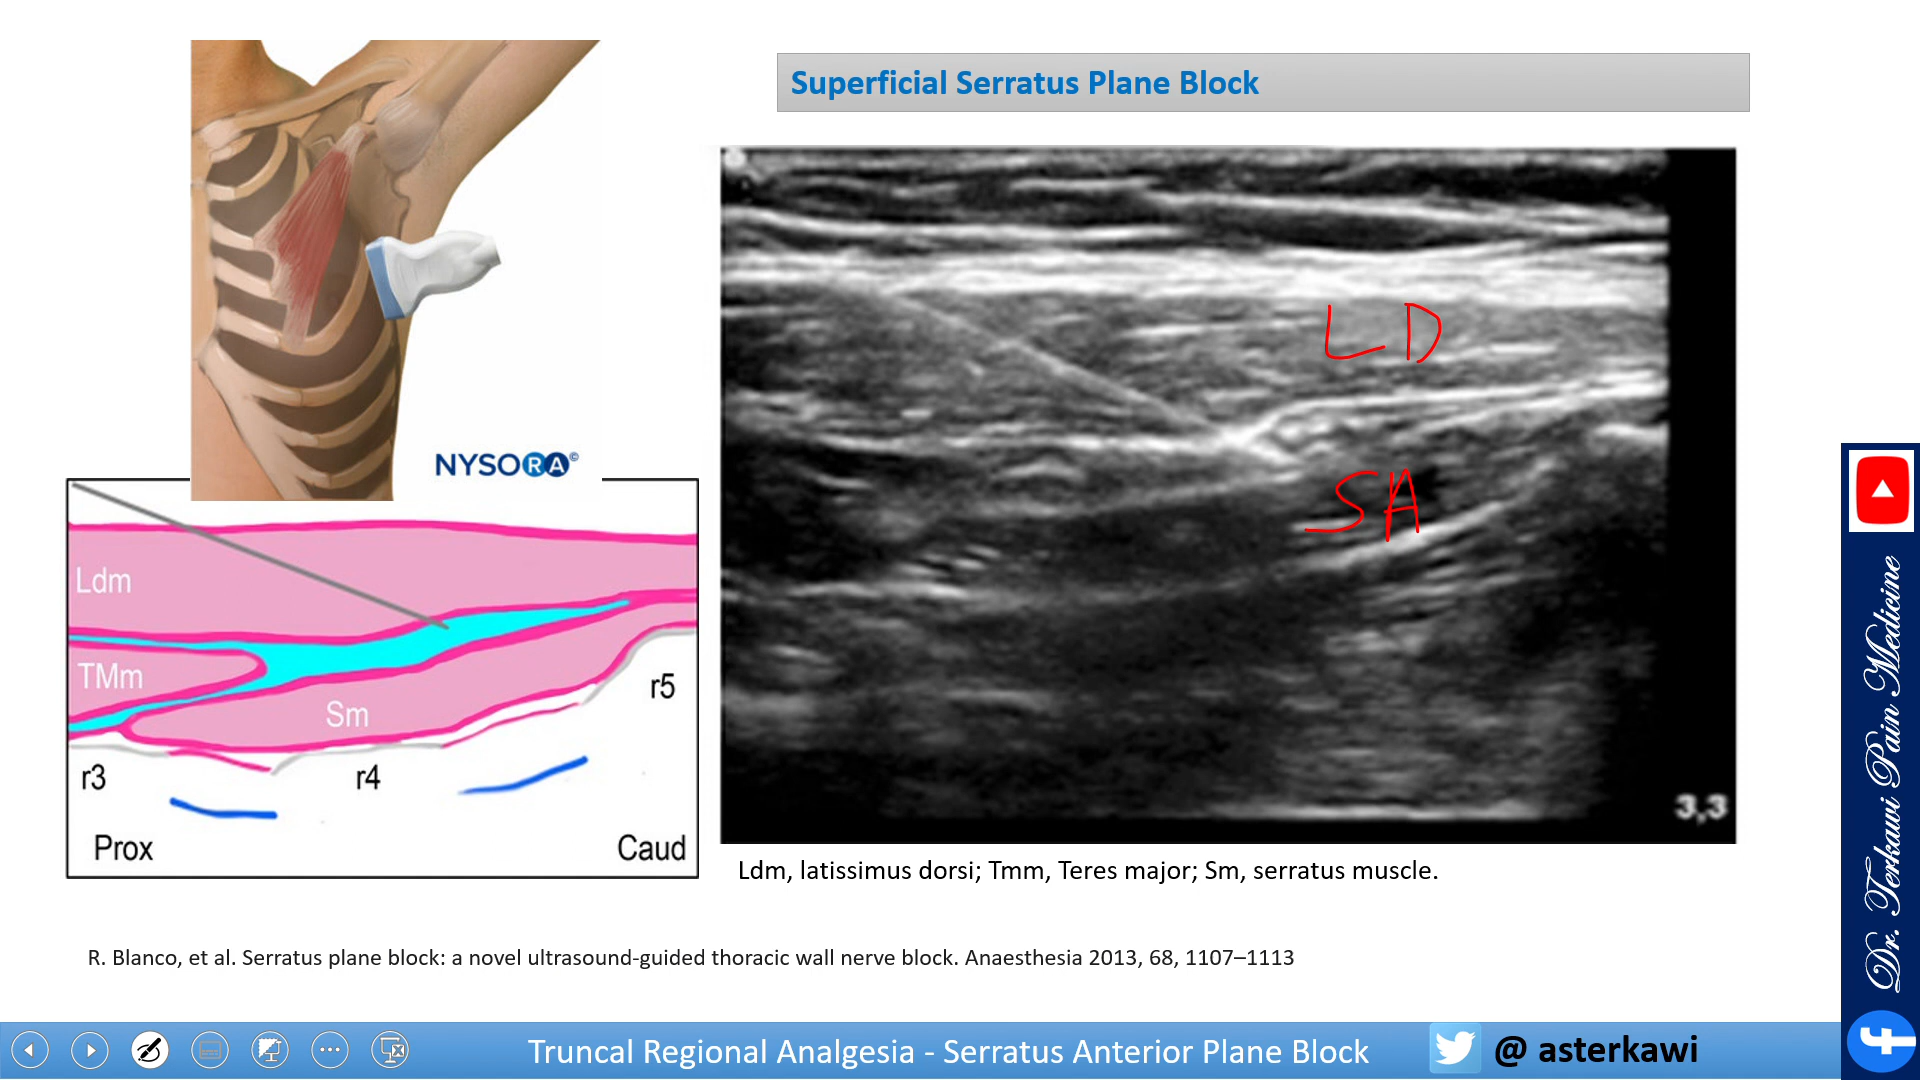 Superficial Serratus Plane Block
NYSORA©
LD
SA
Ldm
TMm
Sm
r5
r3
r4
Prox
Caud
3,3
Ldm, latissimus dorsi; Tmm, Teres major; Sm, serratus muscle.
R. Blanco, et al. Serratus plane block: a novel ultrasound-guided thoracic wall nerve block. Anaesthesia 2013, 68, 1107–1113
Dr. Terkawi Pain Medicine
Truncal Regional Analgesia - Serratus Anterior Plane Block
@ asterkawi